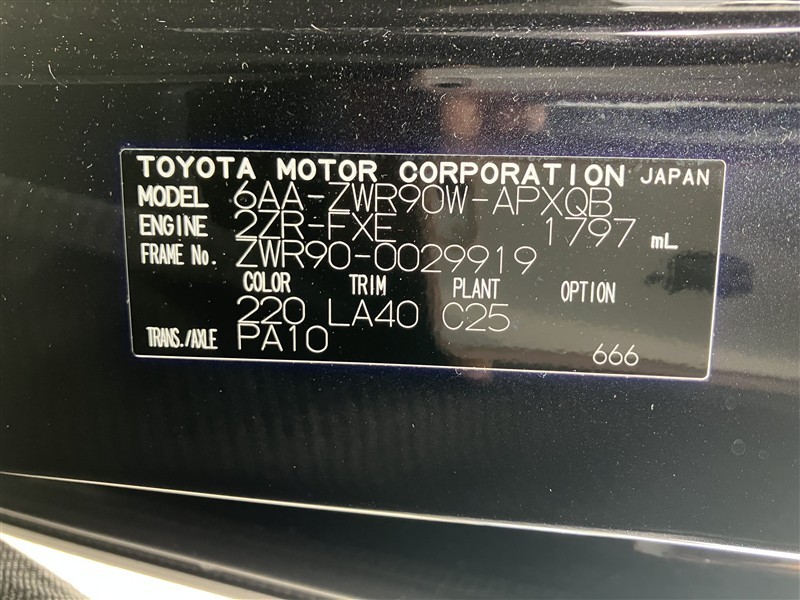 TOYOTA MOTOR CORPORATION JAPAN
MODEL 6AA-ZWR90W-APXQB
ENGINE 2ZR-FXE 1797 mL
FRAME No. ZWR90-0029919
COLOR TRIM PLANT OPTION
220 LA40 C25
TRANS./AXLE PA10 666